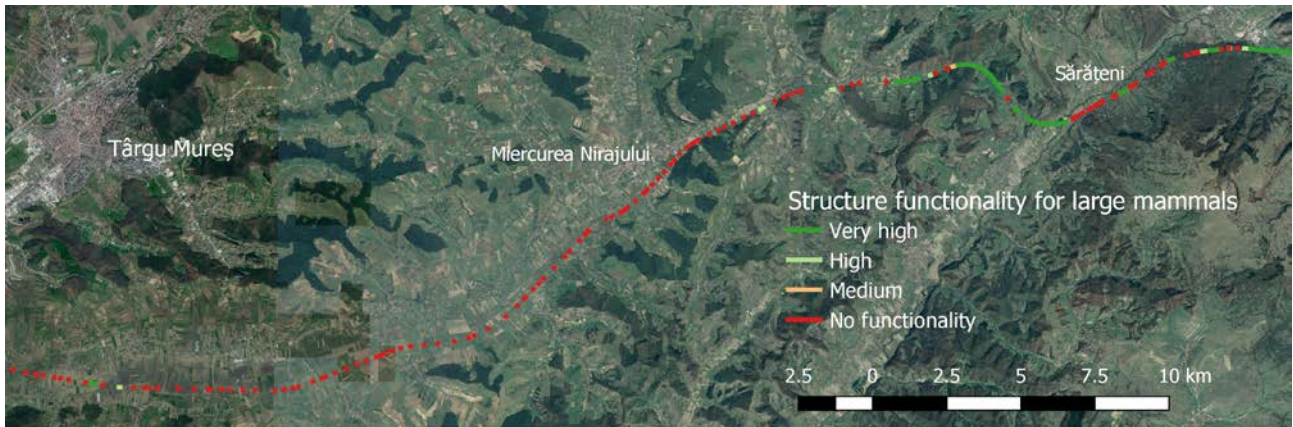 Sărățeni
Târgu Mureș
Miercurea Nirajului
Structure functionality for large mammals
Very high
High
Medium
No functionality
2.5 0 2.5 5 7.5 10 km